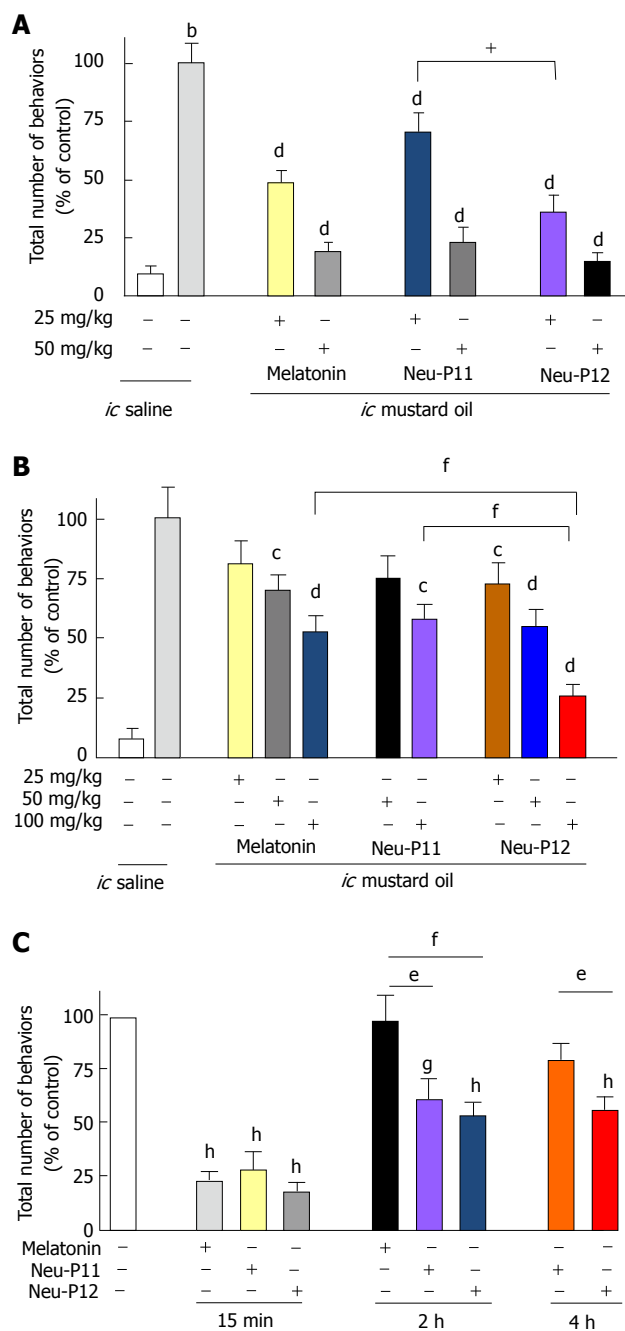 A
Total number of behaviors
(% of control)
100
75
50
25
0
b
d
d
d
d
d
d
+
25 mg/kg – – + – + – + –
50 mg/kg – – – + – + – +
Melatonin Neu-P11 Neu-P12
ic saline ic mustard oil
B
Total number of behaviors
(% of control)
100
75
50
25
0
f
f
c
d
c
c
d
d
25 mg/kg – – + – – – – + – –
50 mg/kg – – – + – + – – + –
100 mg/kg – – – – + – + – – +
Melatonin Neu-P11 Neu-P12
ic saline ic mustard oil
C
Total number of behaviors
(% of control)
100
75
50
25
0
f
e
e
h
h
h
g
h
h
Melatonin – + – – + – – – –
Neu-P11 – – + – – + – + –
Neu-P12 – – – + – – + – +
15 min 2 h 4 h